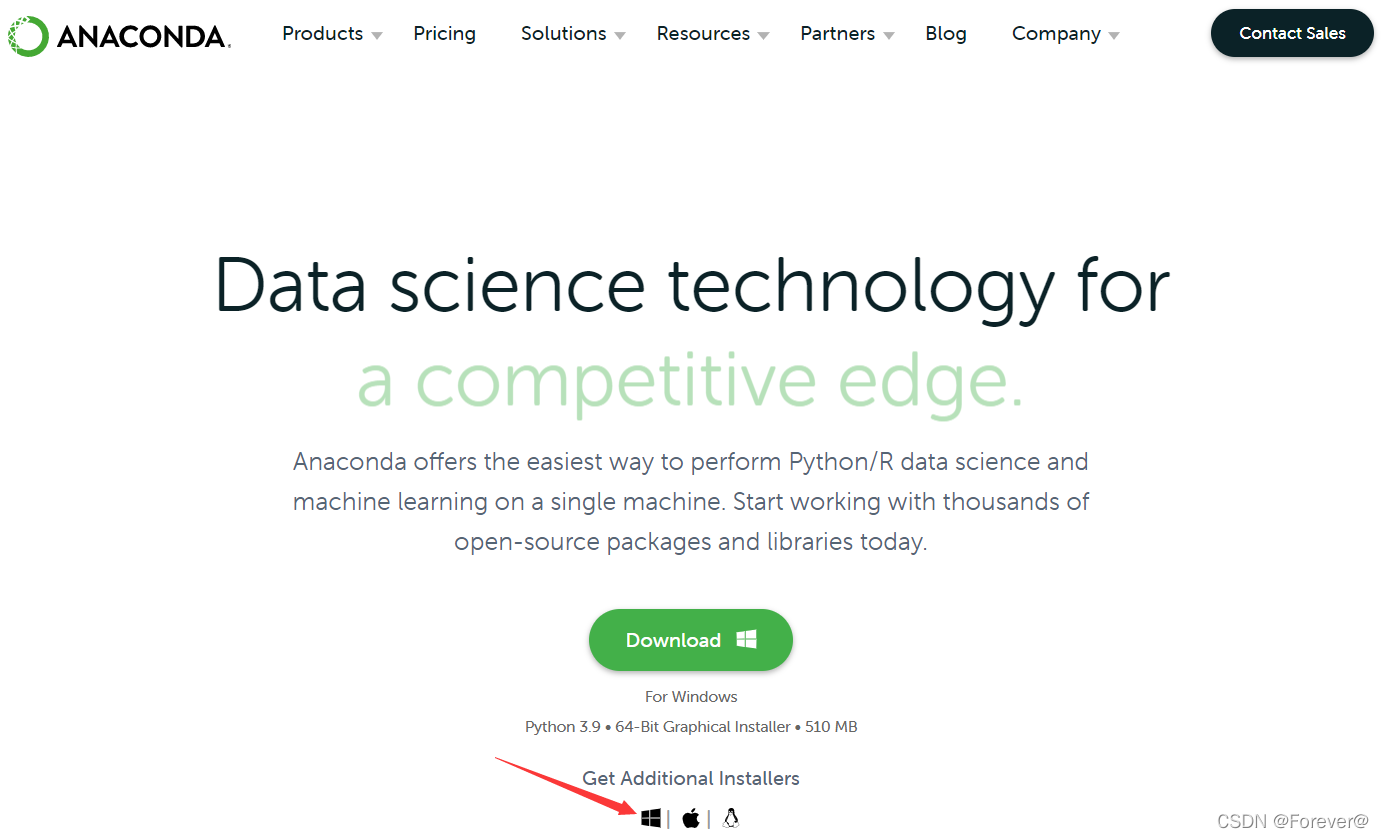 ANACONDA.
Products Pricing Solutions Resources Partners Blog Company Contact Sales
Data science technology for
a competitive edge.
Anaconda offers the easiest way to perform Python/R data science and
machine learning on a single machine. Start working with thousands of
open-source packages and libraries today.
Download
For Windows
Python 3.9 • 64-Bit Graphical Installer • 510 MB
Get Additional Installers
| |
CSDN @Forever@